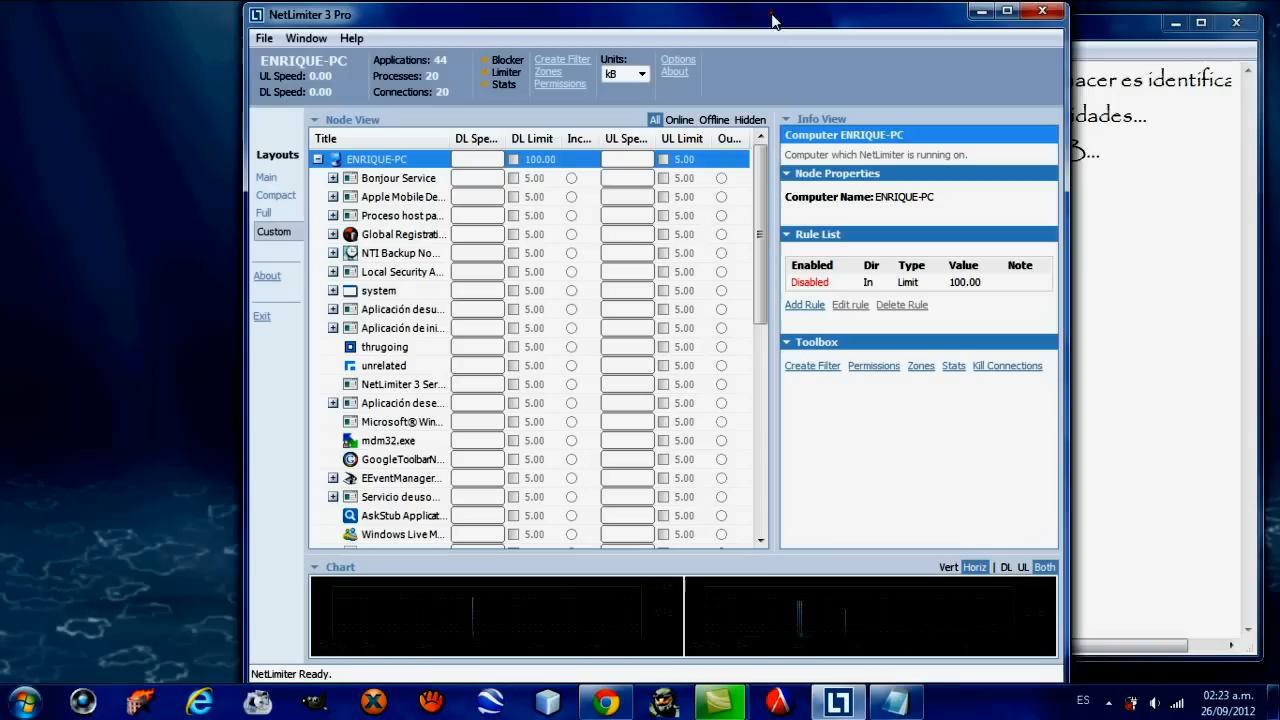 NetLimiter 3 Pro
File Window Help
ENRIQUE-PC
UL Speed: 0.00
DL Speed: 0.00
Applications: 44
Processes: 20
Connections: 20
Blocker
Limiter
Stats
Create Filter
Zones
Permissions
Units:
kB
Options
About
Layouts
Main
Compact
Full
Custom
About
Exit
Node View All Online Offline Hidden
Title DL Spe... DL Limit Inc... UL Spe... UL Limit Ou...
ENRIQUE-PC 100.00 5.00
Bonjour Service 5.00 5.00
Apple Mobile De... 5.00 5.00
Proceso host pa... 5.00 5.00
Global Registrati... 5.00 5.00
NTI Backup No... 5.00 5.00
Local Security A... 5.00 5.00
system 5.00 5.00
Aplicación de su... 5.00 5.00
Aplicación de ini... 5.00 5.00
thrugoing 5.00 5.00
unrelated 5.00 5.00
NetLimiter 3 Ser... 5.00 5.00
Aplicación de se... 5.00 5.00
Microsoft® Win... 5.00 5.00
mdm32.exe 5.00 5.00
GoogleToolbarN... 5.00 5.00
EEventManager... 5.00 5.00
Servicio de uso... 5.00 5.00
AskStub Applicat... 5.00 5.00
Windows Live M... 5.00 5.00
Info View
Computer ENRIQUE-PC
Computer which NetLimiter is running on.
Node Properties
Computer Name: ENRIQUE-PC
Rule List
Enabled Dir Type Value Note
Disabled In Limit 100.00
Add Rule Edit rule Delete Rule
Toolbox
Create Filter Permissions Zones Stats Kill Connections
Chart Vert Horiz | DL UL Both
NetLimiter Ready.
acer es identifica
idades...
ES
02:23 a.m.
26/09/2012